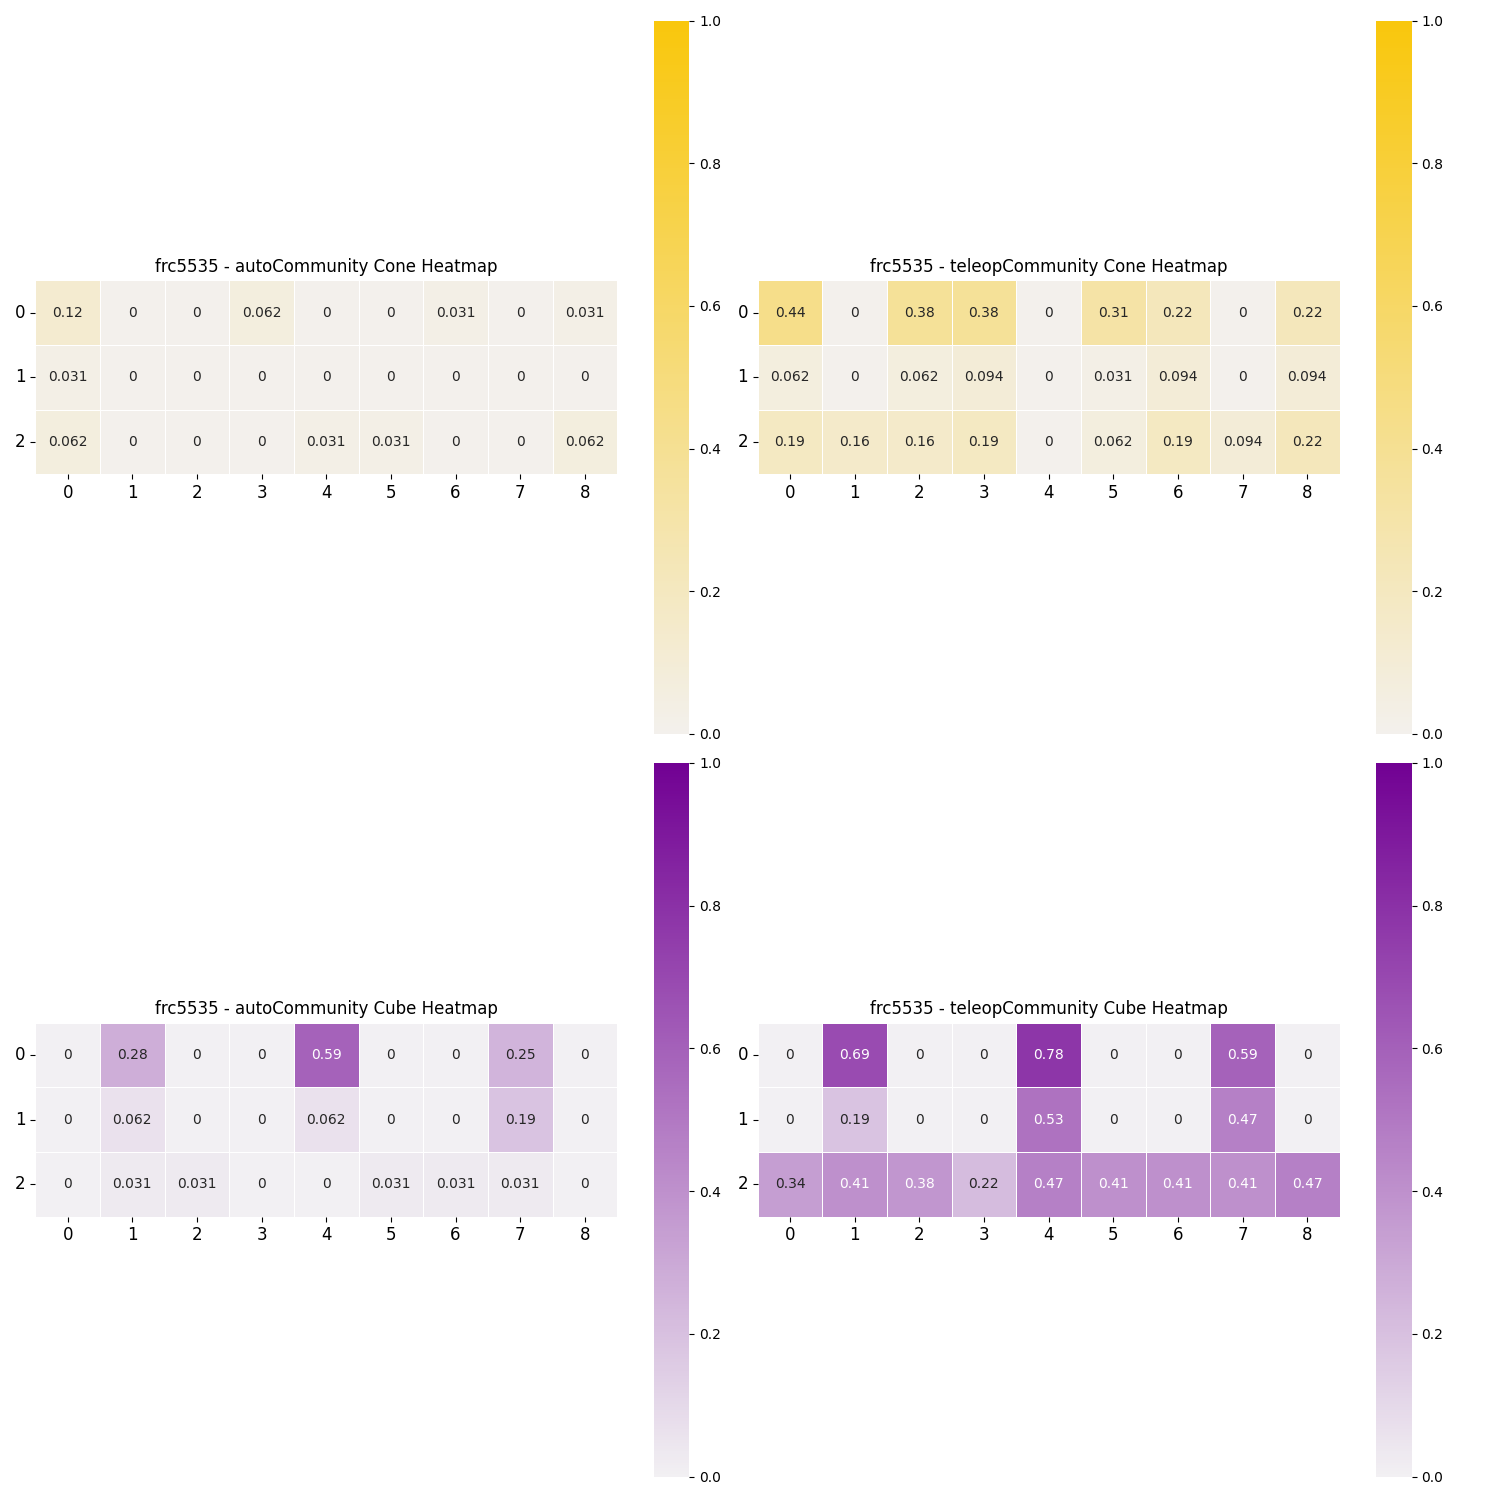 frc5535 - autoCommunity Cone Heatmap
0 0.12 0 0 0.062 0 0 0.031 0 0.031
1 0.031 0 0 0 0 0 0 0 0
2 0.062 0 0 0 0.031 0.031 0 0 0.062
0 1 2 3 4 5 6 7 8
1.0
0.8
0.6
0.4
0.2
0.0
frc5535 - teleopCommunity Cone Heatmap
0 0.44 0 0.38 0.38 0 0.31 0.22 0 0.22
1 0.062 0 0.062 0.094 0 0.031 0.094 0 0.094
2 0.19 0.16 0.16 0.19 0 0.062 0.19 0.094 0.22
0 1 2 3 4 5 6 7 8
1.0
0.8
0.6
0.4
0.2
0.0
frc5535 - autoCommunity Cube Heatmap
0 0 0.28 0 0 0.59 0 0 0.25 0
1 0 0.062 0 0 0.062 0 0 0.19 0
2 0 0.031 0.031 0 0 0.031 0.031 0.031 0
0 1 2 3 4 5 6 7 8
1.0
0.8
0.6
0.4
0.2
0.0
frc5535 - teleopCommunity Cube Heatmap
0 0 0.69 0 0 0.78 0 0 0.59 0
1 0 0.19 0 0 0.53 0 0 0.47 0
2 0.34 0.41 0.38 0.22 0.47 0.41 0.41 0.41 0.47
0 1 2 3 4 5 6 7 8
1.0
0.8
0.6
0.4
0.2
0.0